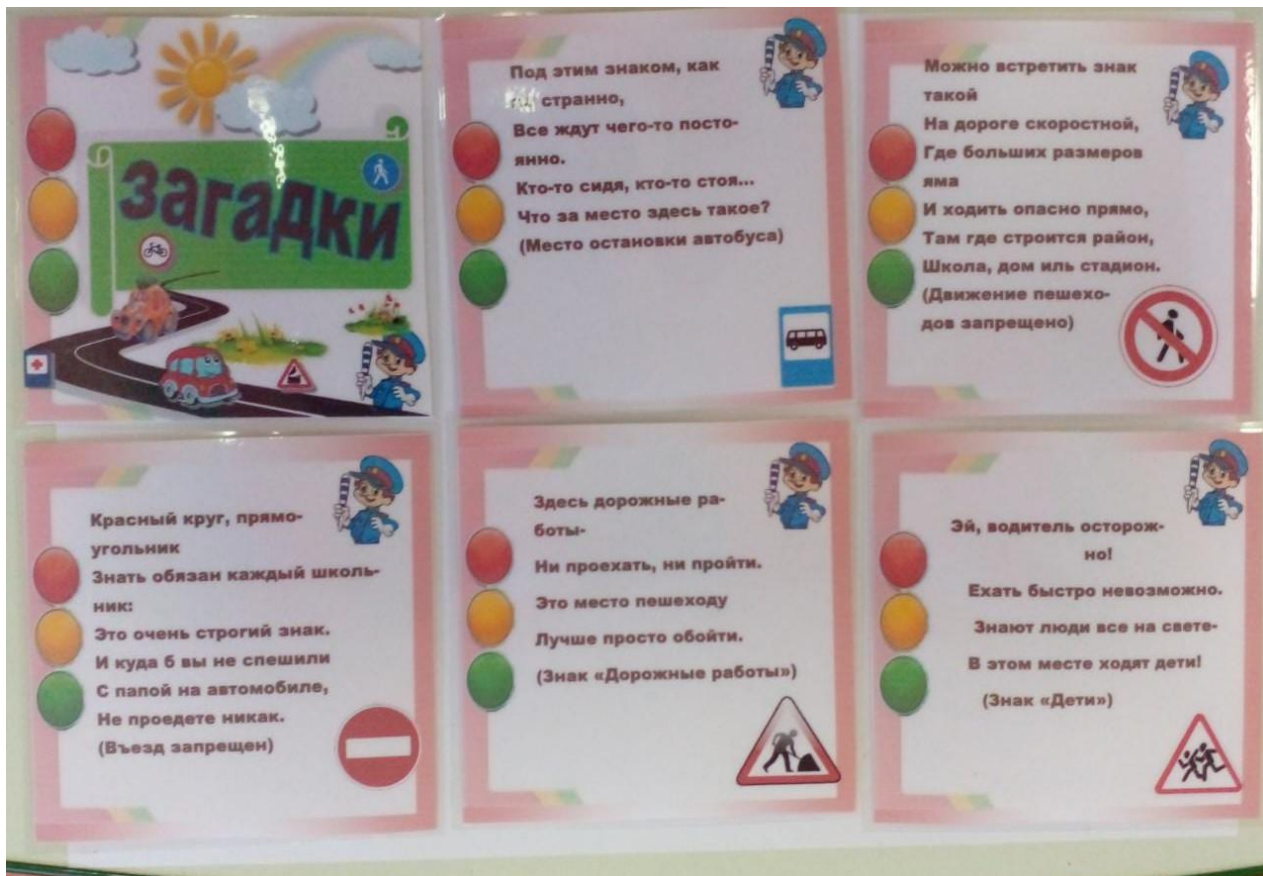 Загадки
Под этим знаком, как
странно,
Все ждут чего-то посто-
янно.
Кто-то сидя, кто-то стоя...
Что за место здесь такое?
(Место остановки автобуса)
Можно встретить знак
такой
На дороге скоростной,
Где больших размеров
яма
И ходить опасно прямо,
Там где строится район,
Школа, дом иль стадион.
(Движение пешехо-
дов запрещено)
Красный круг, прямо-
угольник
Знать обязан каждый школь-
ник:
Это очень строгий знак.
И куда б вы не спешили
С папой на автомобиле,
Не проедете никак.
(Въезд запрещен)
Здесь дорожные ра-
боты-
Ни проехать, ни пройти.
Это место пешеходу
Лучше просто обойти.
(Знак «Дорожные работы»)
Эй, водитель осторож-
но!
Ехать быстро невозможно.
Знают люди все на свете-
В этом месте ходят дети!
(Знак «Дети»)